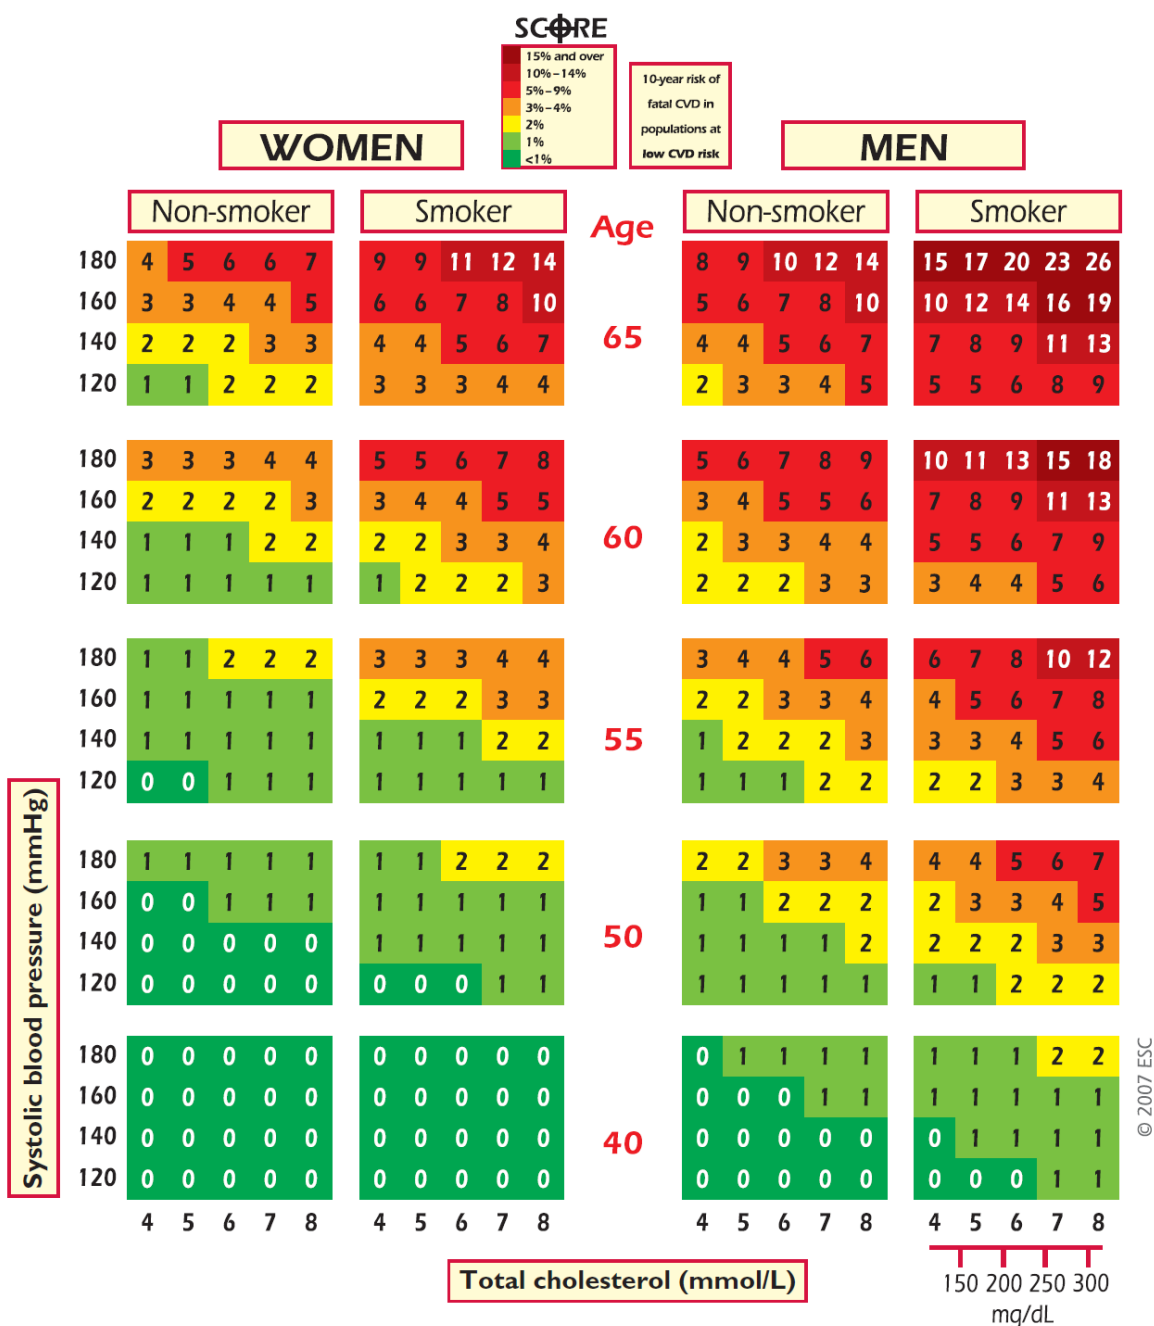 SCORE
15% and over
10%–14%
5%–9%
3%–4%
2%
1%
<1%
10-year risk of
fatal CVD in
populations at
low CVD risk
WOMEN
MEN
Non-smoker
Smoker
Age
Non-smoker
Smoker
180 4 5 6 6 7 9 9 11 12 14 8 9 10 12 14 15 17 20 23 26
160 3 3 4 4 5 6 6 7 8 10 5 6 7 8 10 10 12 14 16 19
65
140 2 2 2 3 3 4 4 5 6 7 4 4 5 6 7 7 8 9 11 13
120 1 1 2 2 2 3 3 3 4 4 2 3 3 4 5 5 5 6 8 9
180 3 3 3 4 4 5 5 6 7 8 5 6 7 8 9 10 11 13 15 18
160 2 2 2 2 3 3 4 4 5 5 3 4 5 5 6 7 8 9 11 13
60
140 1 1 1 2 2 2 2 3 3 4 2 3 3 4 4 5 5 6 7 9
120 1 1 1 1 1 1 2 2 2 3 2 2 2 3 3 3 4 4 5 6
180 1 1 2 2 2 3 3 3 4 4 3 4 4 5 6 6 7 8 10 12
160 1 1 1 1 1 2 2 2 3 3 2 2 3 3 4 4 5 6 7 8
55
140 1 1 1 1 1 1 1 1 2 2 1 2 2 2 3 3 3 4 5 6
120 0 0 1 1 1 1 1 1 1 1 1 1 1 2 2 2 2 3 3 4
180 1 1 1 1 1 1 1 2 2 2 2 2 3 3 4 4 4 5 6 7
160 0 0 1 1 1 1 1 1 1 1 1 1 2 2 2 2 3 3 4 5
50
140 0 0 0 0 0 1 1 1 1 1 1 1 1 1 2 2 2 2 3 3
120 0 0 0 0 0 0 0 0 1 1 1 1 1 1 1 1 1 2 2 2
180 0 0 0 0 0 0 0 0 0 0 0 1 1 1 1 1 1 1 2 2
160 0 0 0 0 0 0 0 0 0 0 0 0 0 1 1 1 1 1 1 1
40
140 0 0 0 0 0 0 0 0 0 0 0 0 0 0 0 0 1 1 1 1
120 0 0 0 0 0 0 0 0 0 0 0 0 0 0 0 0 0 0 1 1
4 5 6 7 8 4 5 6 7 8 4 5 6 7 8 4 5 6 7 8
Systolic blood pressure (mmHg)
Total cholesterol (mmol/L)
150 200 250 300
mg/dL
© 2007 ESC